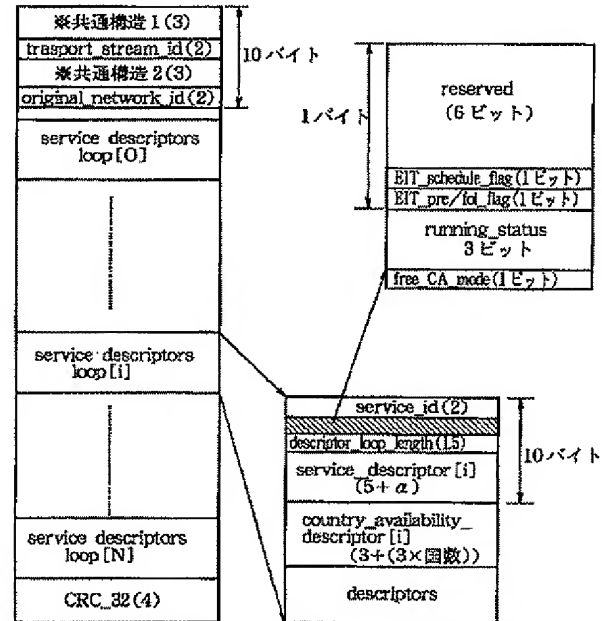 ※共通構造1(3)
trasport_stream_id(2)
※共通構造2(3)
original_network_id(2)
10バイト
service descriptors
loop[0]
service descriptors
loop[i]
service descriptors
loop[N]
CRC_32(4)
1バイト
reserved
(6ビット)
EIT_schedule_flag(1ビット)
EIT_pre/fol_flag(1ビット)
running_status
3ビット
free_CA_mode(1ビット)
service_id(2)
descriptor_loop_length(1.5)
service_descriptor[i]
(5+α)
10バイト
country_availability_
descriptor[i]
(3+(3×国数))
descriptors